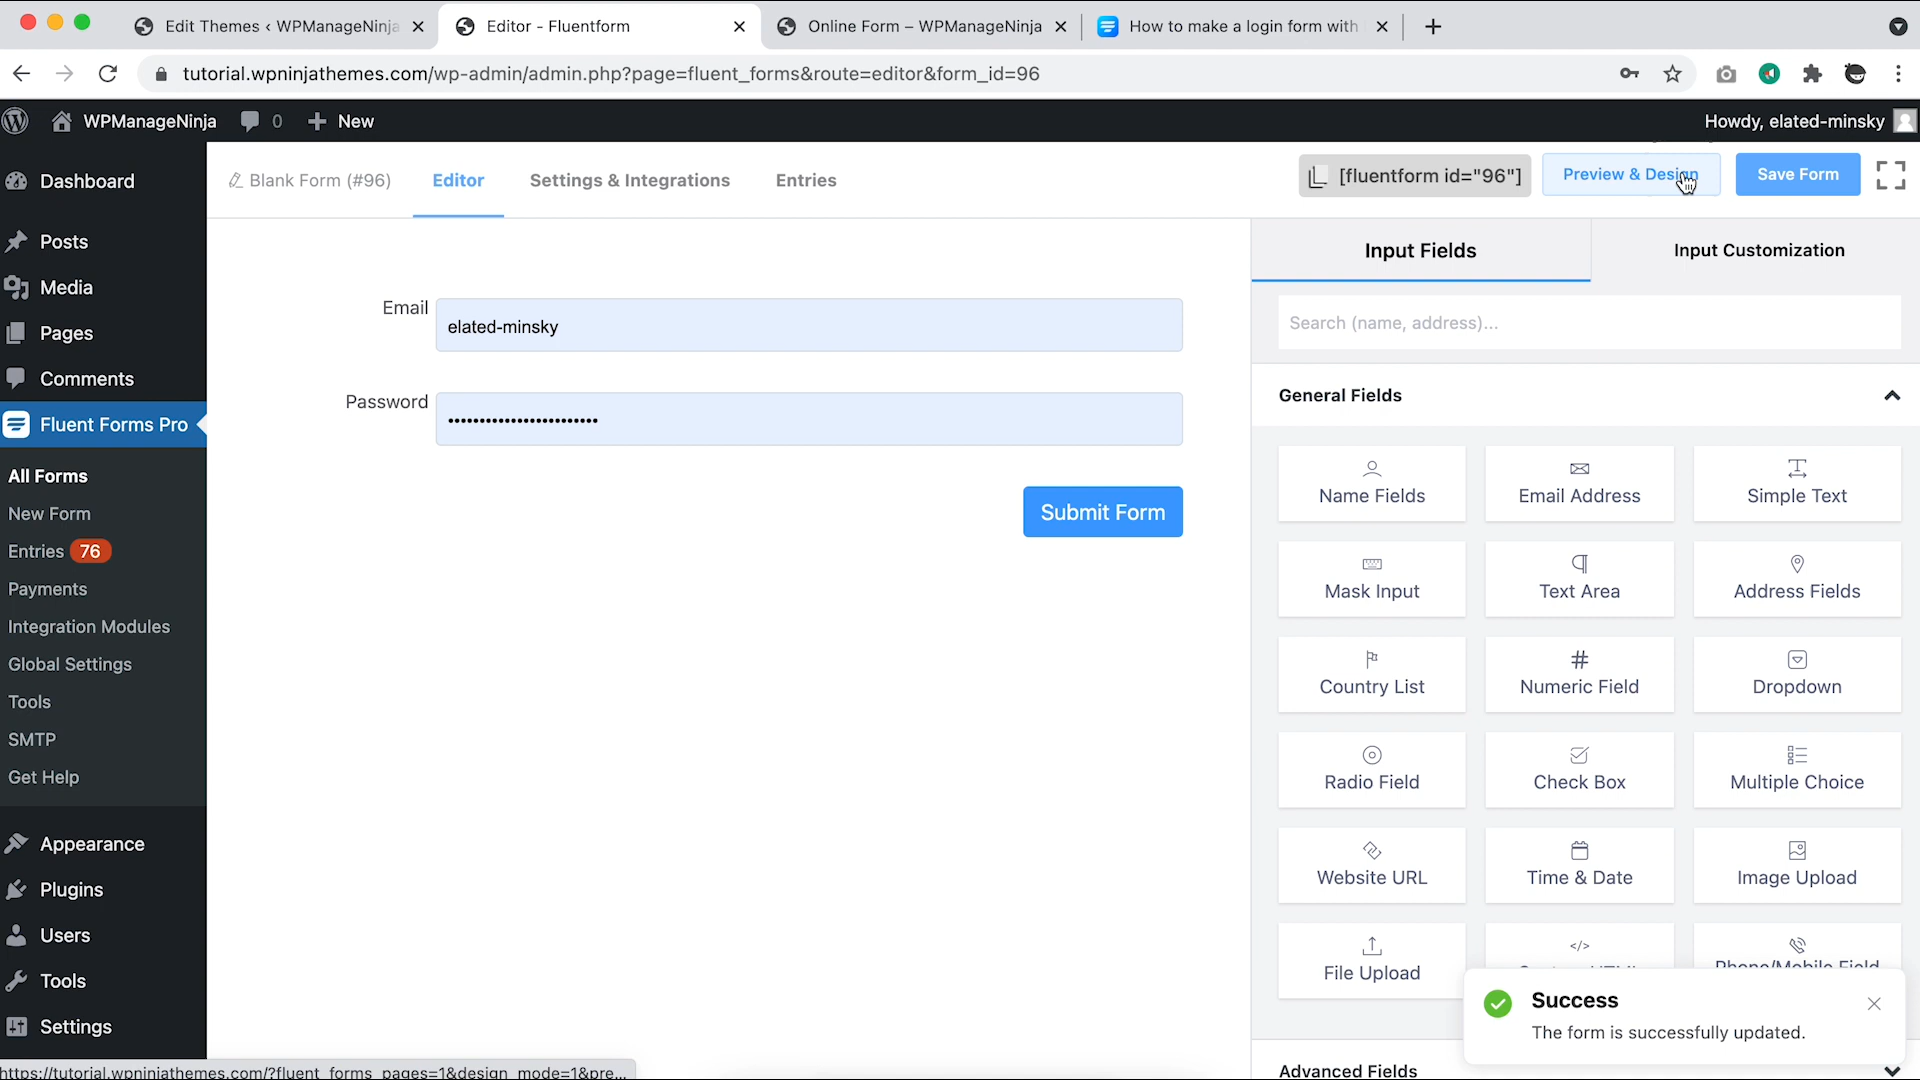 Edit Themes ‹ WPManageNinja
Editor - Fluentform
Online Form – WPManageNinja
How to make a login form with
tutorial.wpninjathemes.com/wp-admin/admin.php?page=fluent_forms&route=editor&form_id=96
WPManageNinja
0
New
Howdy, elated-minsky
Dashboard
Posts
Media
Pages
Comments
Fluent Forms Pro
All Forms
New Form
Entries 76
Payments
Integration Modules
Global Settings
Tools
SMTP
Get Help
Appearance
Plugins
Users
Tools
Settings
Blank Form (#96)
Editor
Settings & Integrations
Entries
[fluentform id="96"]
Preview & Design
Save Form
Email
elated-minsky
Password
Submit Form
Input Fields
Input Customization
Search (name, address)...
General Fields
Name Fields
Email Address
Simple Text
Mask Input
Text Area
Address Fields
Country List
Numeric Field
Dropdown
Radio Field
Check Box
Multiple Choice
Website URL
Time & Date
Image Upload
File Upload
Phone/Mobile Field
Success
The form is successfully updated.
Advanced Fields
https://tutorial.wpninjathemes.com/?fluent_forms_pages=1&design_mode=1&pre...